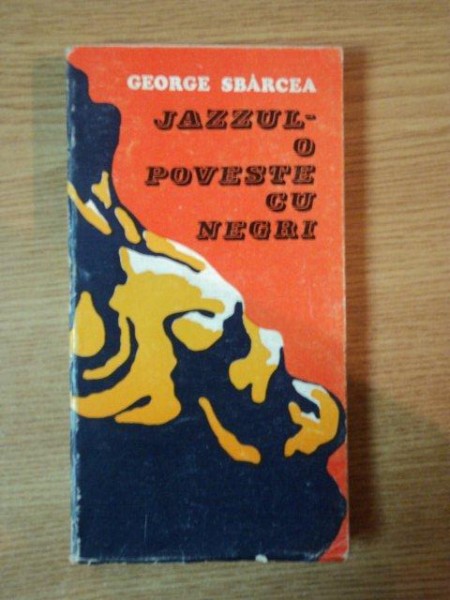 GEORGE SBÂRCEA
JAZZUL-
O
POVESTE
CU
NEGRI